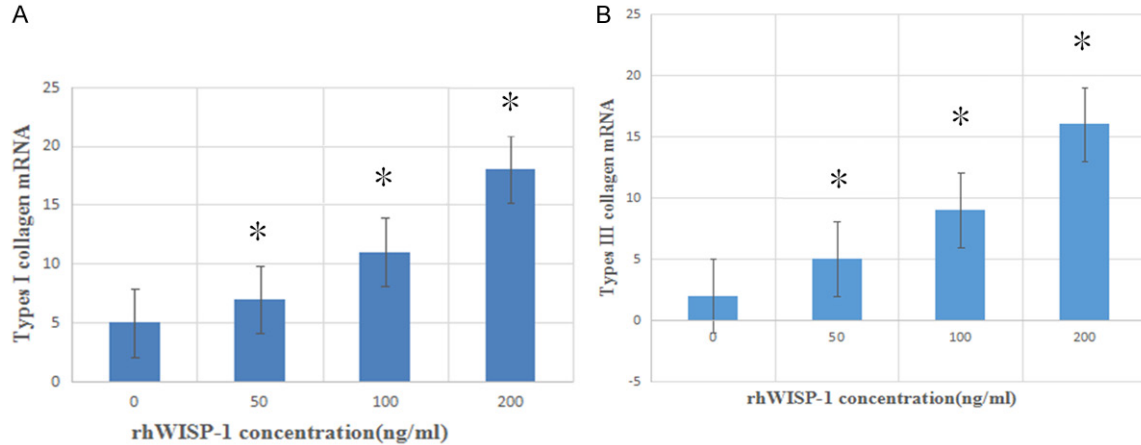 A
Types I collagen mRNA
25
20
15
10
5
0
* * *
0 50 100 200
rhWISP-1 concentration(ng/ml)
B
Types III collagen mRNA
25
20
15
10
5
0
-5
* * *
0 50 100 200
rhWISP-1 concentration(ng/ml)